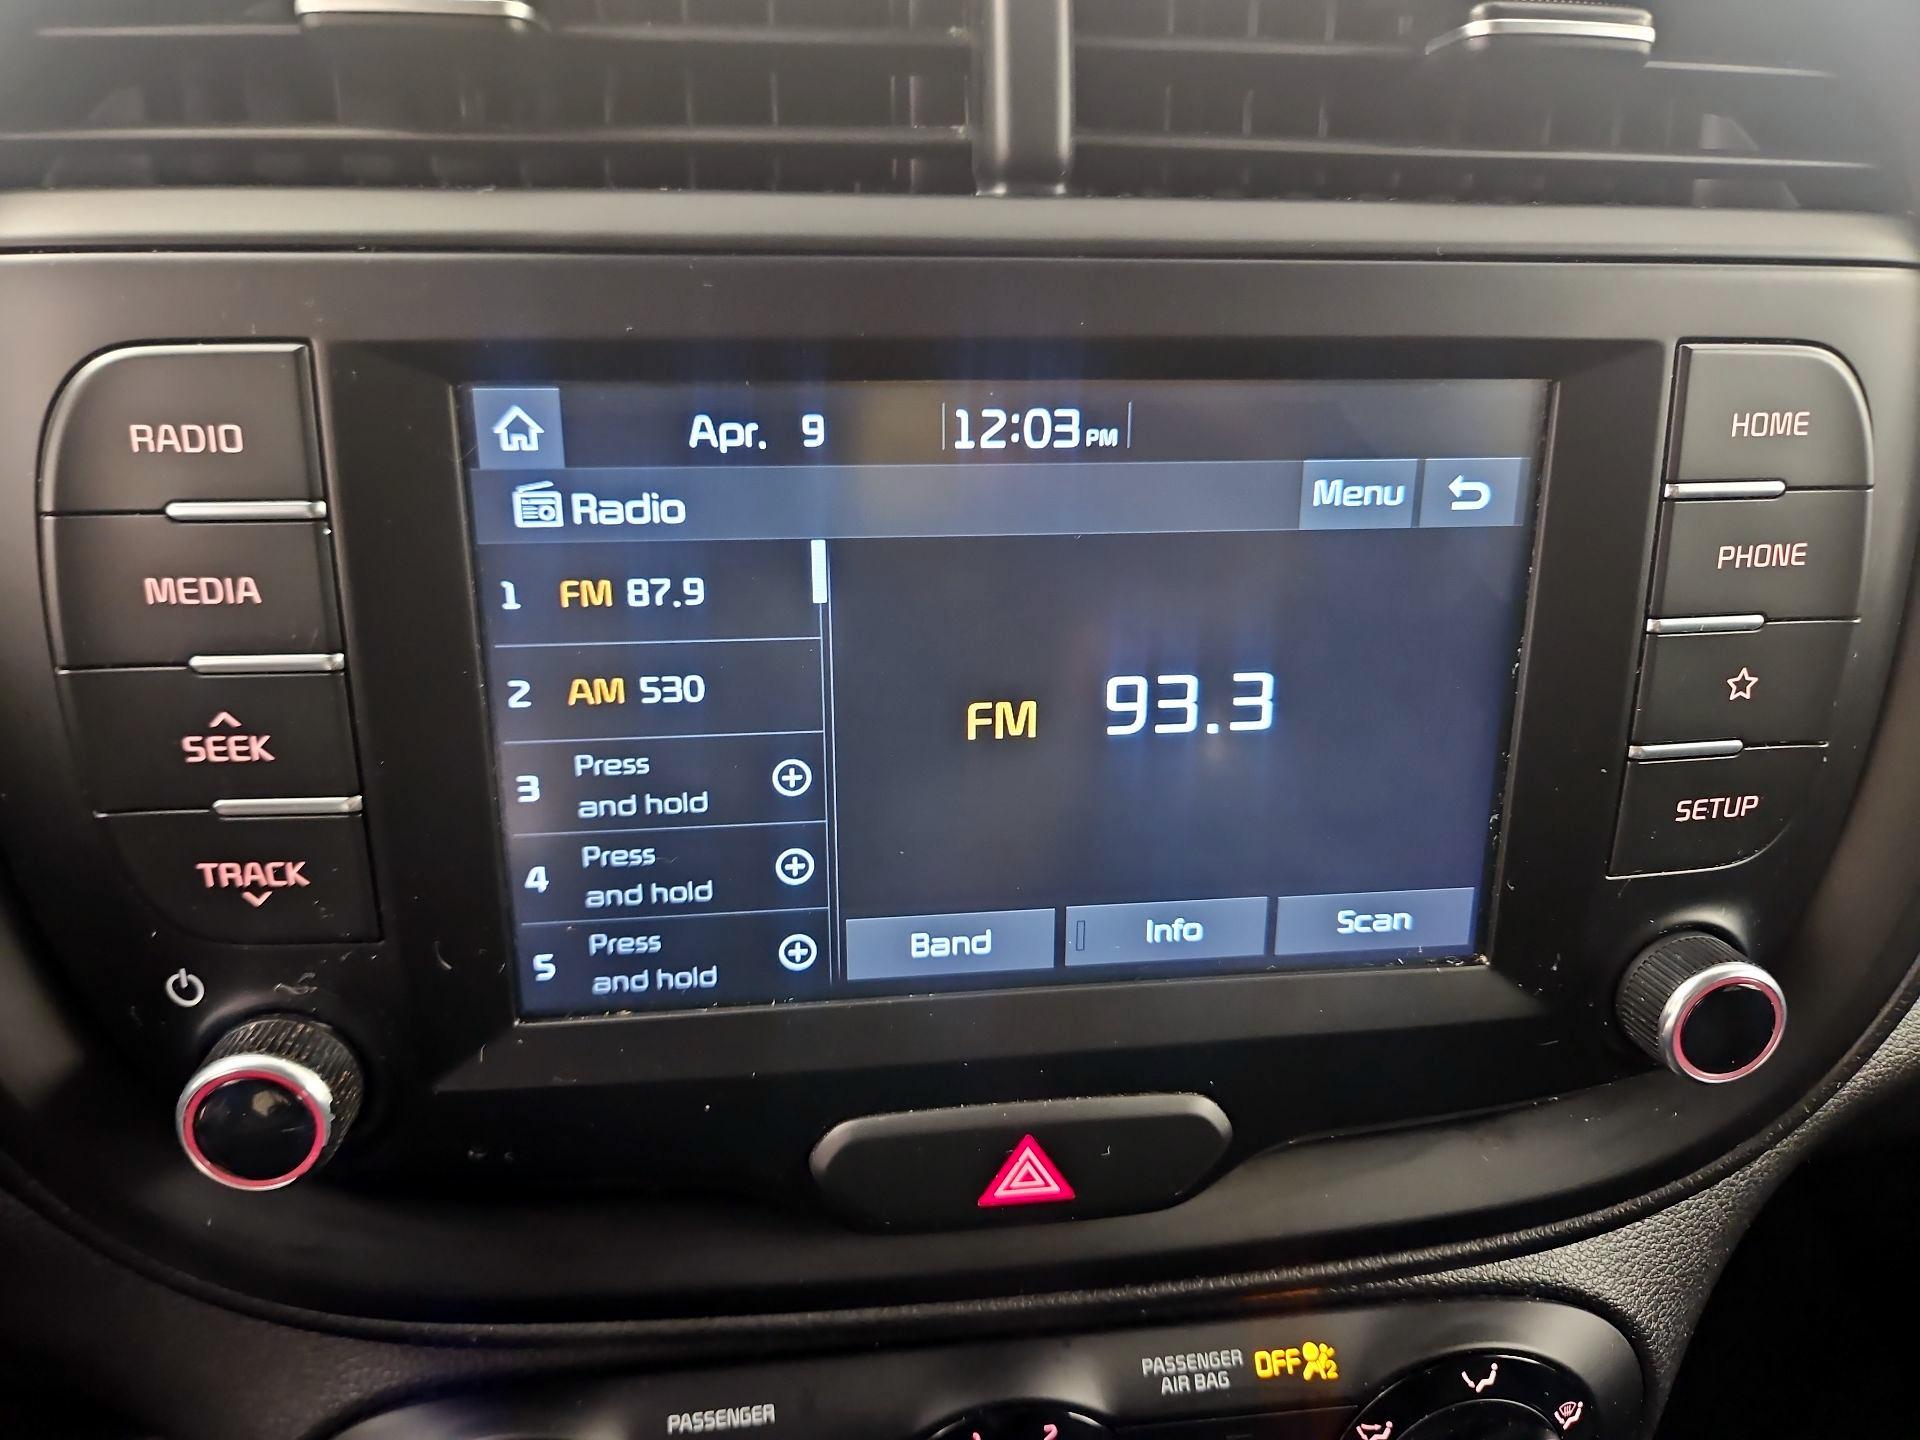 RADIO
MEDIA
SEEK
TRACK
Apr. 9
12:03 PM
Radio
Menu
1 FM 87.9
2 AM 530
3 Press
and hold
4 Press
and hold
5 Press
and hold
FM 93.3
Band
Info
Scan
HOME
PHONE
SETUP
PASSENGER
AIR BAG
OFF 2
PASSENGER
2